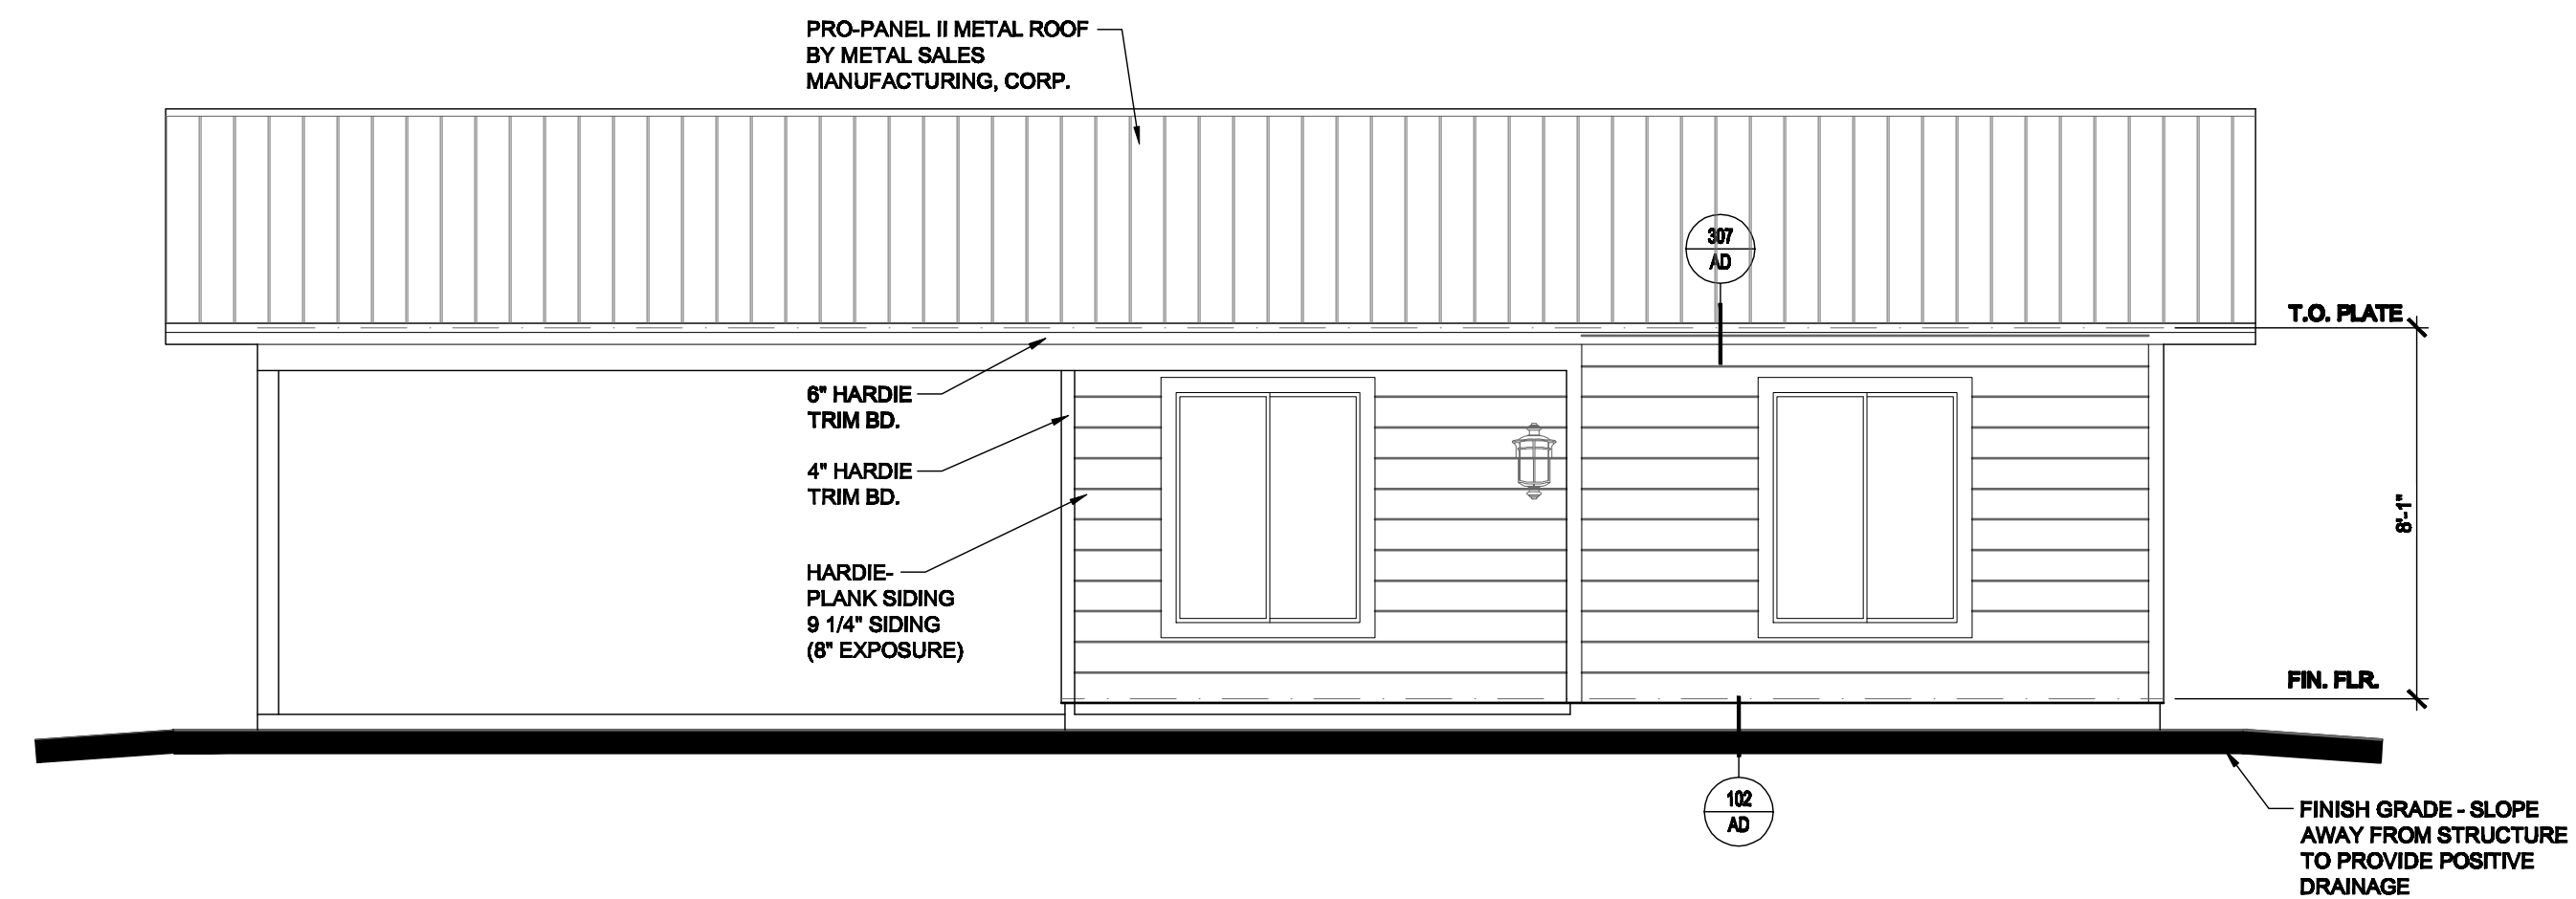 PRO-PANEL II METAL ROOF
BY METAL SALES
MANUFACTURING, CORP.
307
AD
T.O. PLATE
6" HARDIE
TRIM BD.
4" HARDIE
TRIM BD.
8'-1"
HARDIE-
PLANK SIDING
9 1/4" SIDING
(8" EXPOSURE)
FIN. FLR.
102
AD
FINISH GRADE - SLOPE
AWAY FROM STRUCTURE
TO PROVIDE POSITIVE
DRAINAGE